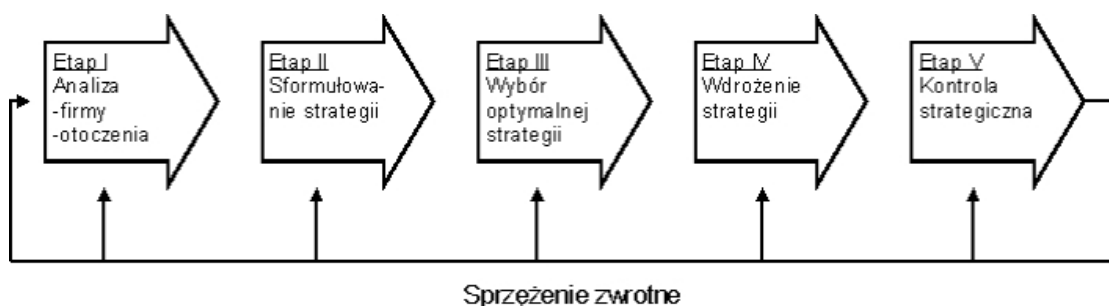 Etap I
Analiza
-firmy
-otoczenia
Etap II
Sformułowa-
nie strategii
Etap III
Wybór
optymalnej
strategii
Etap IV
Wdrożenie
strategii
Etap V
Kontrola
strategiczna
Sprzężenie zwrotne